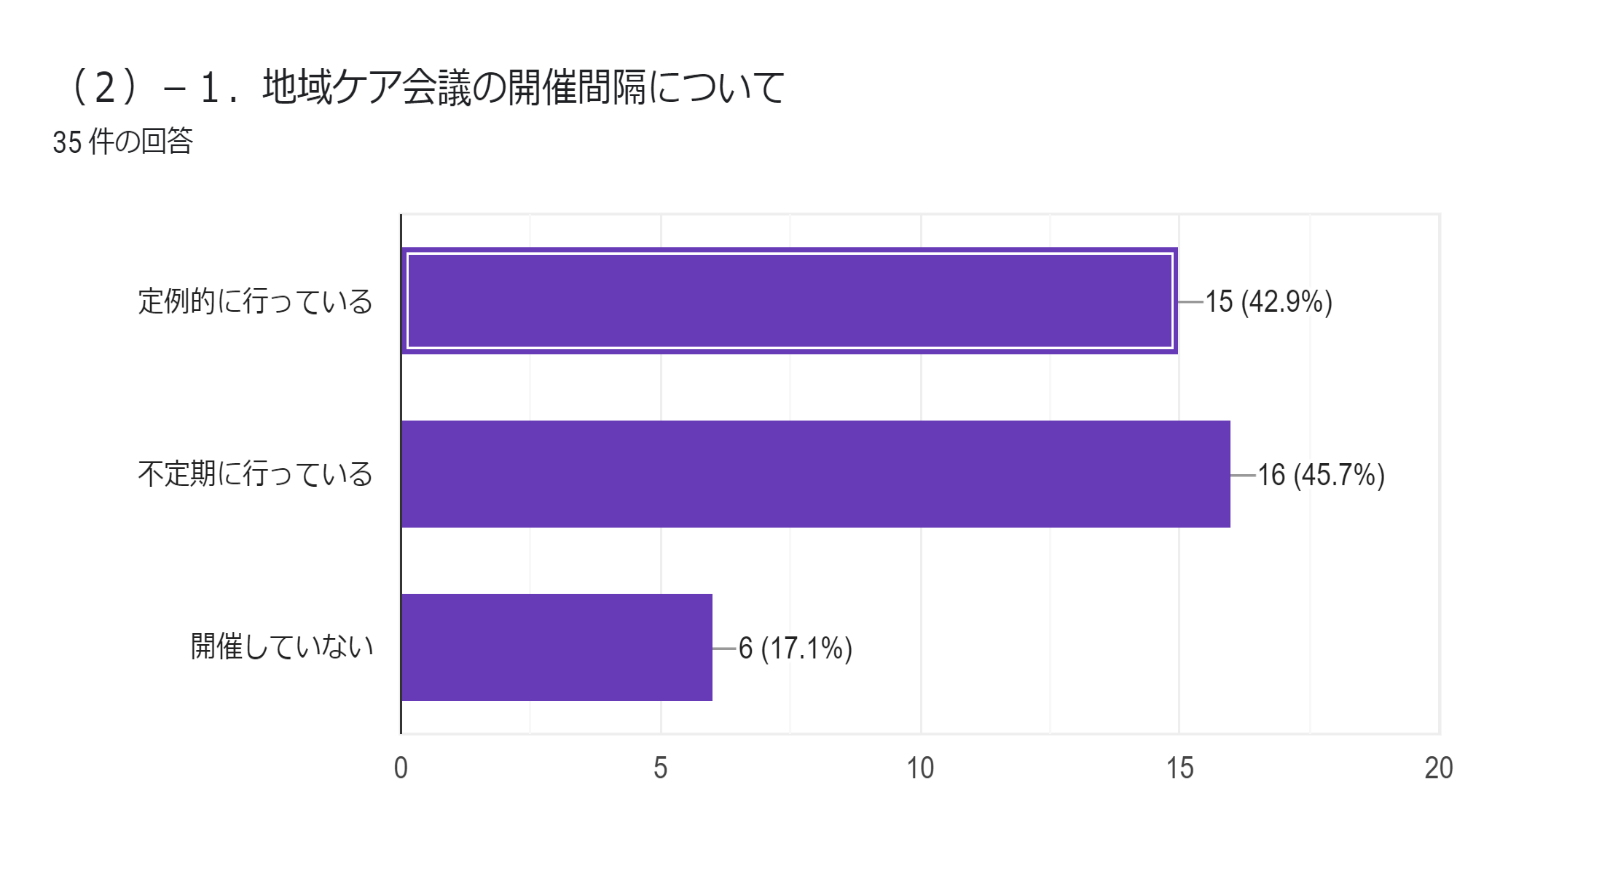 （2）－１．地域ケア会議の開催間隔について
35 件の回答
定例的に行っている
15 (42.9%)
不定期に行っている
16 (45.7%)
開催していない
6 (17.1%)
0 5 10 15 20